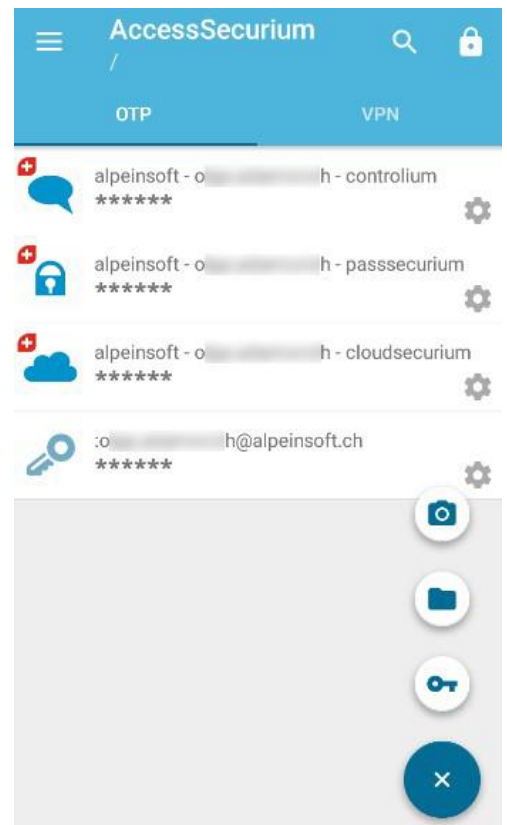 AccessSecurium
/
OTP VPN
alpeinsoft - o h - controlium
******
alpeinsoft - o h - passsecurium
******
alpeinsoft - o h - cloudsecurium
******
:o h@alpeinsoft.ch
******